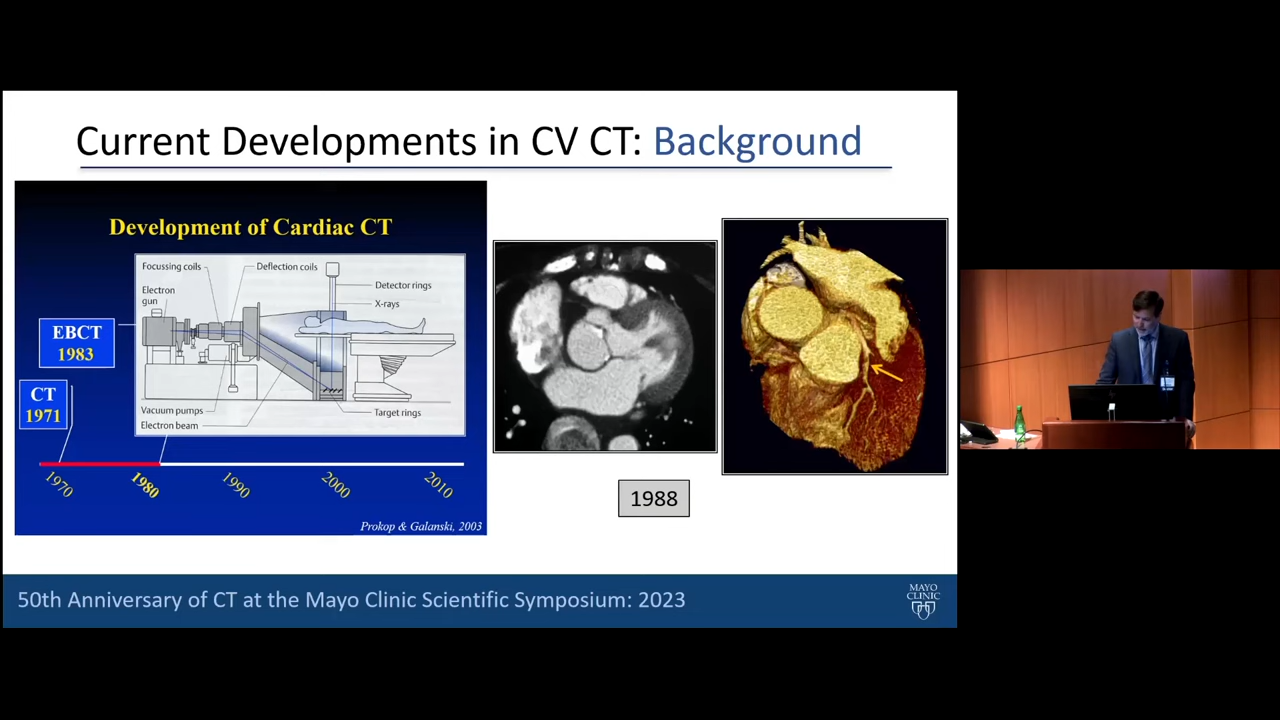 Current Developments in CV CT: Background
Development of Cardiac CT
Focussing coils
Deflection coils
Electron
gun
Detector rings
X-rays
EBCT
1983
CT
1971
Vacuum pumps
Electron beam
Target rings
1970
1980
1990
2000
2010
Prokop & Galanski, 2003
1988
50th Anniversary of CT at the Mayo Clinic Scientific Symposium: 2023
MAYO
CLINIC